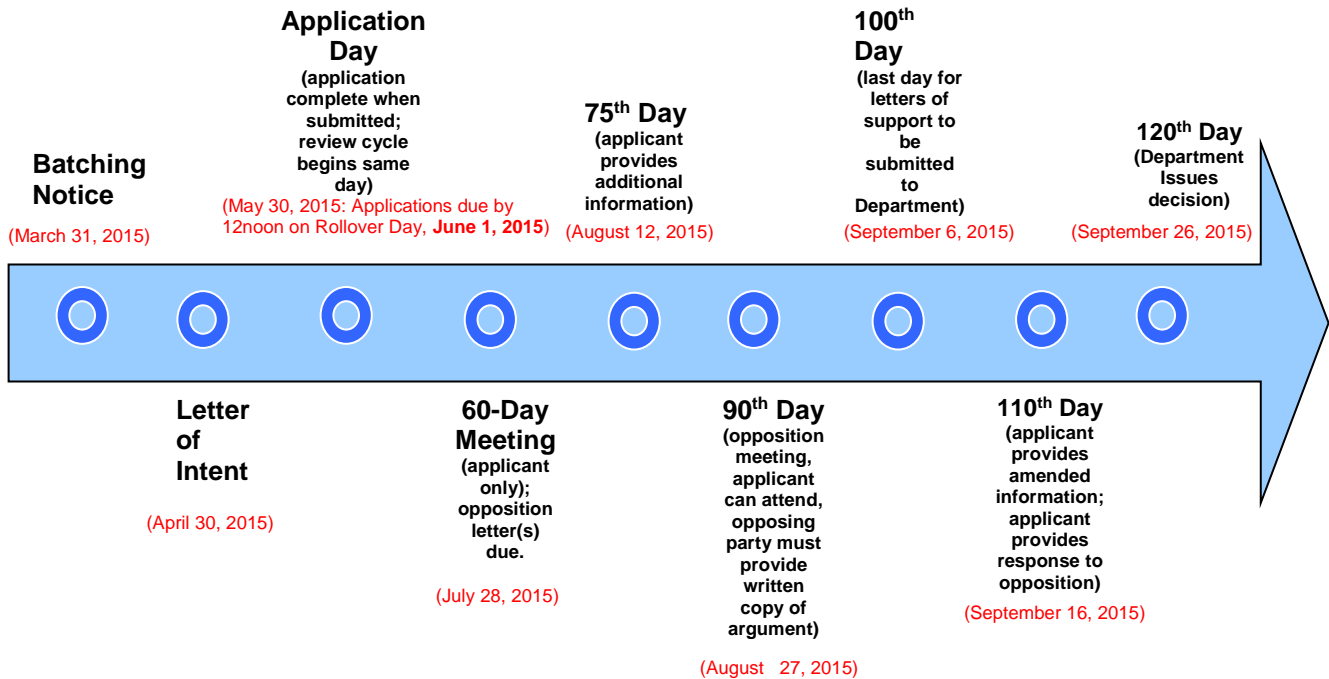 Batching
Notice
(March 31, 2015)
Letter
of
Intent
(April 30, 2015)
Application
Day
(application
complete when
submitted;
review cycle
begins same
day)
(May 30, 2015: Applications due by
12noon on Rollover Day, June 1, 2015)
60-Day
Meeting
(applicant
only);
opposition
letter(s)
due.
(July 28, 2015)
75th Day
(applicant
provides
additional
information)
(August 12, 2015)
90th Day
(opposition
meeting,
applicant
can attend,
opposing
party must
provide
written
copy of
argument)
(August 27, 2015)
100th
Day
(last day for
letters of
support to
be
submitted
to
Department)
(September 6, 2015)
110th Day
(applicant
provides
amended
information;
applicant
provides
response to
opposition)
(September 16, 2015)
120th Day
(Department
Issues
decision)
(September 26, 2015)